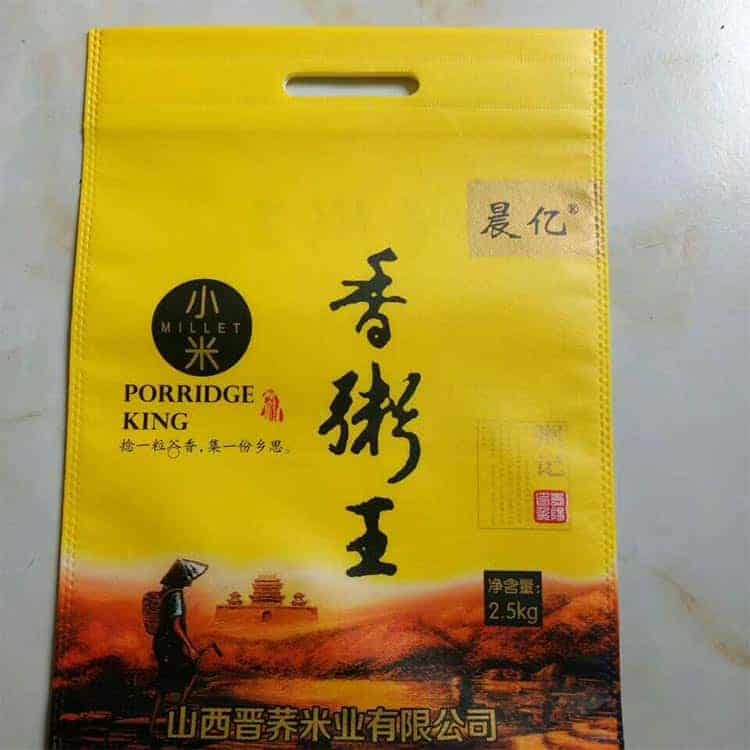 晨亿®
小
MILLET
米
PORRIDGE
KING
捻一粒谷香，集一份乡思。
香粥王
净含量：
2.5kg
山西晋荞米业有限公司